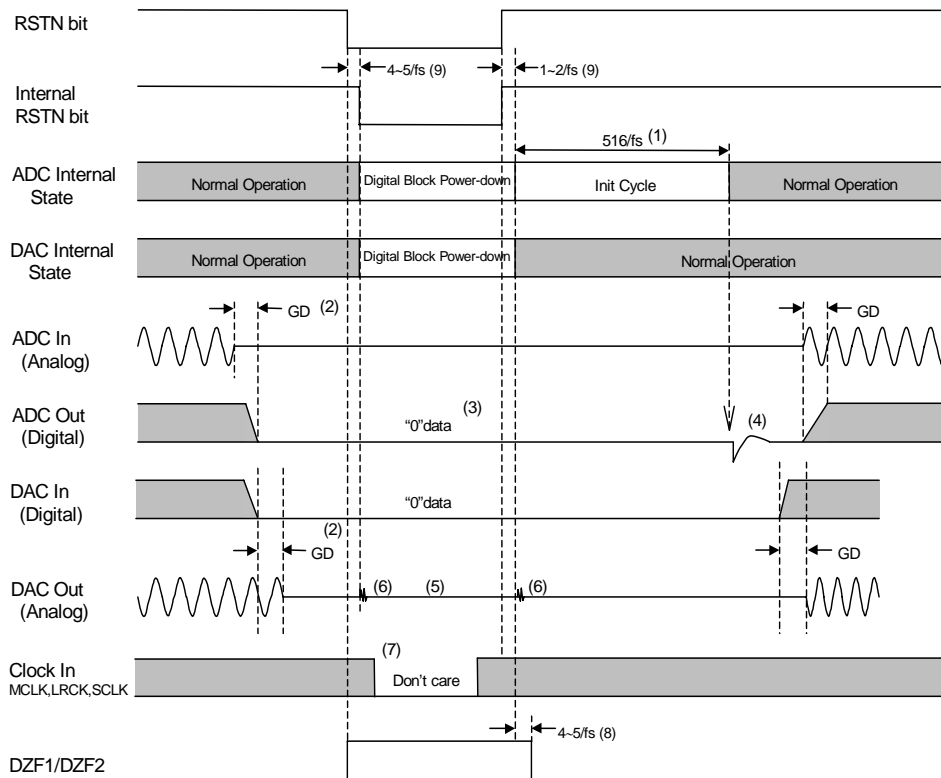 RSTN bit
4~5/fs (9)
1~2/fs (9)
Internal
RSTN bit
516/fs (1)
ADC Internal
State
Normal Operation
Digital Block Power-down
Init Cycle
Normal Operation
DAC Internal
State
Normal Operation
Digital Block Power-down
Normal Operation
GD (2)
GD
ADC In
(Analog)
ADC Out
(Digital)
"0"data (3)
(4)
DAC In
(Digital)
"0"data
(2)
GD
GD
DAC Out
(Analog)
(6)
(5)
(6)
Clock In
MCLK,LRCK,SCLK
(7)
Don't care
4~5/fs (8)
DZF1/DZF2